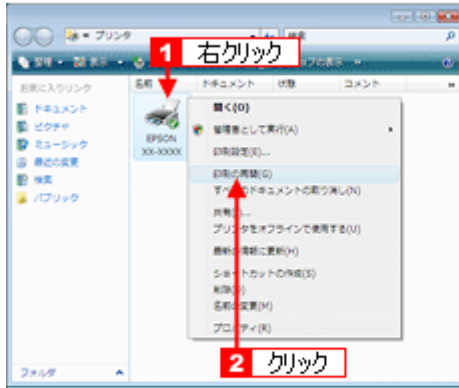 プリンタ
1 右クリック
名前 ドキュメント 状態 コメント
お気に入りリンク
ドキュメント
ピクチャ
ミュージック
最近の変更
検索
パブリック
EPSON
XX-XXXX
開く(O)
管理者として実行(A)
印刷設定(E)...
印刷の再開(G)
すべてのドキュメントの取り消し(N)
共有
プリンタをオフラインで使用する(U)
最新の情報に更新(H)
ショートカットの作成(S)
削除
名前の変更(M)
プロパティ(R)
2 クリック
フォルダ